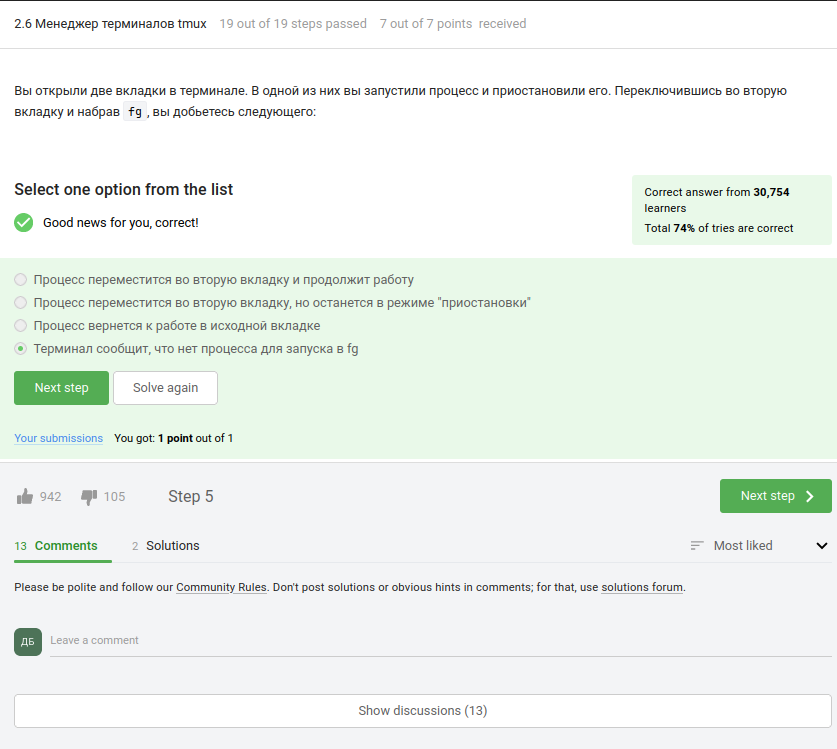 2.6 Менеджер терминалов tmux 19 out of 19 steps passed 7 out of 7 points received
Вы открыли две вкладки в терминале. В одной из них вы запустили процесс и приостановили его. Переключившись во вторую
вкладку и набрав fg , вы добьетесь следующего:
Select one option from the list
Good news for you, correct!
Correct answer from 30,754
learners
Total 74% of tries are correct
Процесс переместится во вторую вкладку и продолжит работу
Процесс переместится во вторую вкладку, но останется в режиме "приостановки"
Процесс вернется к работе в исходной вкладке
Терминал сообщит, что нет процесса для запуска в fg
Next step Solve again
Your submissions You got: 1 point out of 1
942 105 Step 5 Next step
13 Comments 2 Solutions Most liked
Please be polite and follow our Community Rules. Don't post solutions or obvious hints in comments; for that, use solutions forum.
ДБ Leave a comment
Show discussions (13)